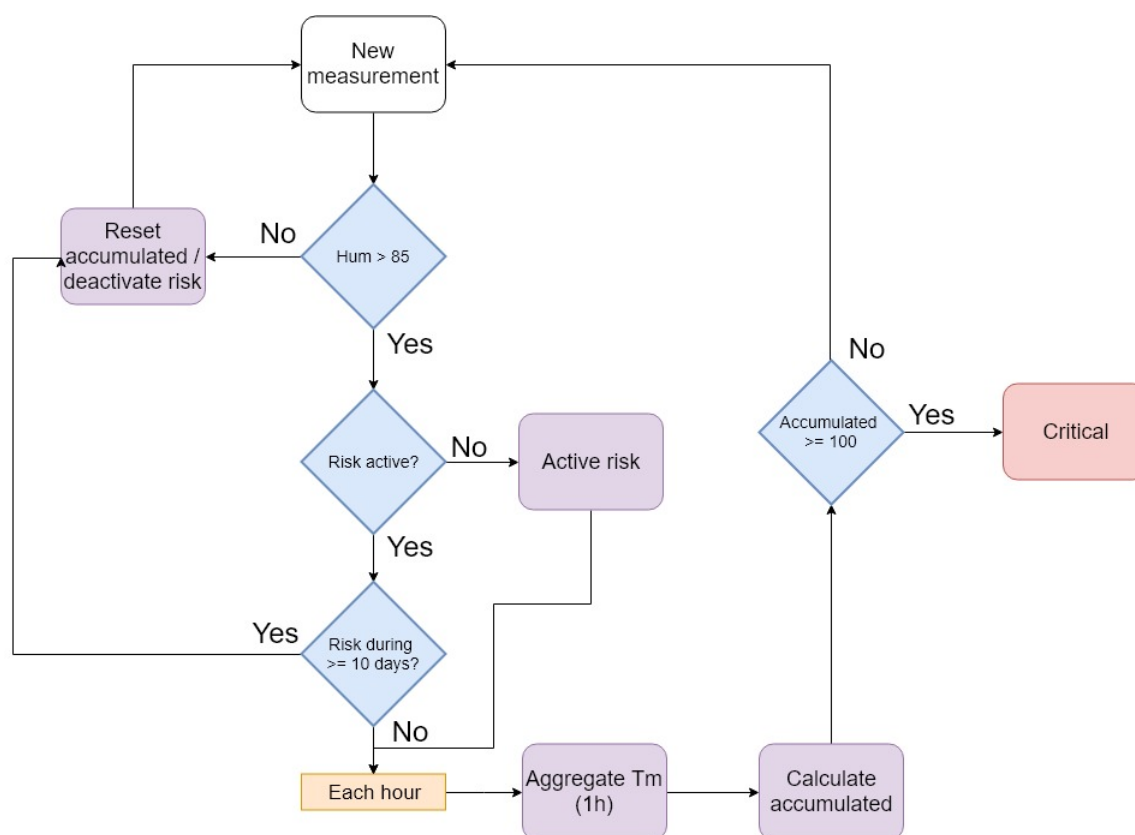 New
measurement
Reset
accumulated /
deactivate risk
No
Hum > 85
Yes
No
Accumulated
>= 100
Yes
Critical
Risk active?
No
Active risk
Yes
Yes
Risk during
>= 10 days?
No
Each hour
Aggregate Tm
(1h)
Calculate
accumulated